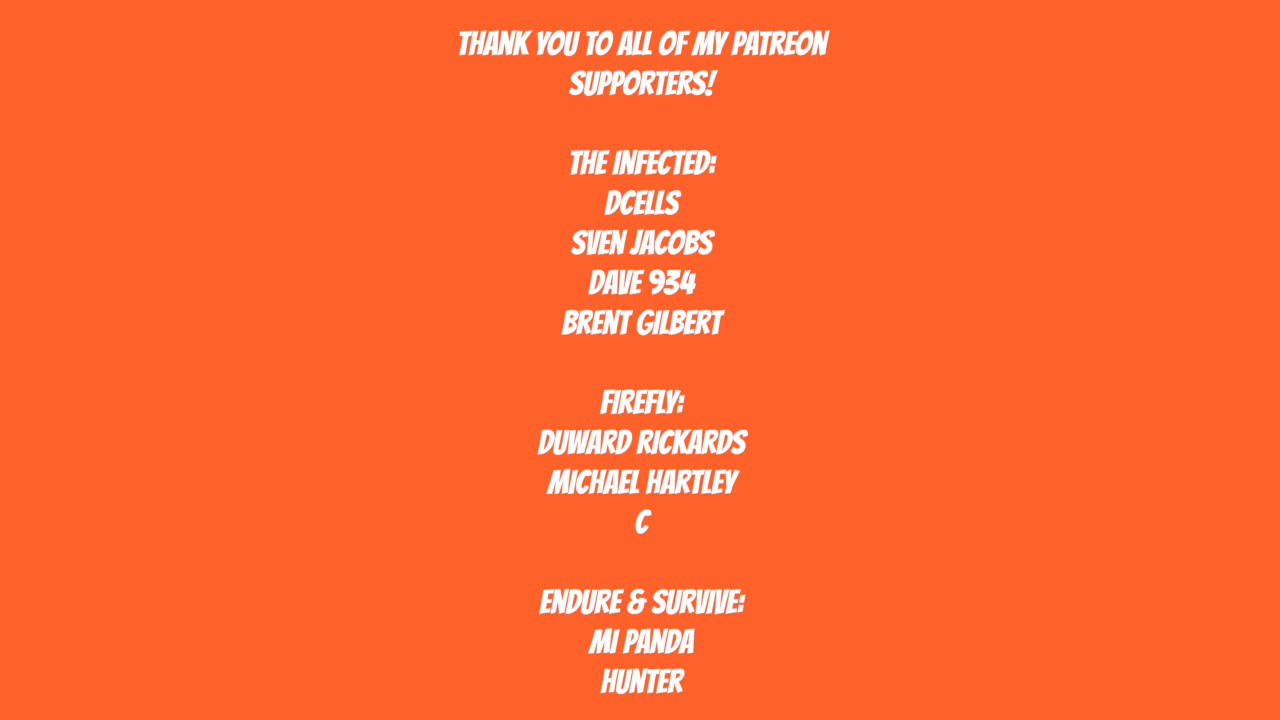 THANK YOU TO ALL OF MY PATREON
SUPPORTERS!
THE INFECTED:
DCELLS
SVEN JACOBS
DAVE 934
BRENT GILBERT
FIREFLY:
DUWARD RICKARDS
MICHAEL HARTLEY
C
ENDURE & SURVIVE:
MI PANDA
HUNTER